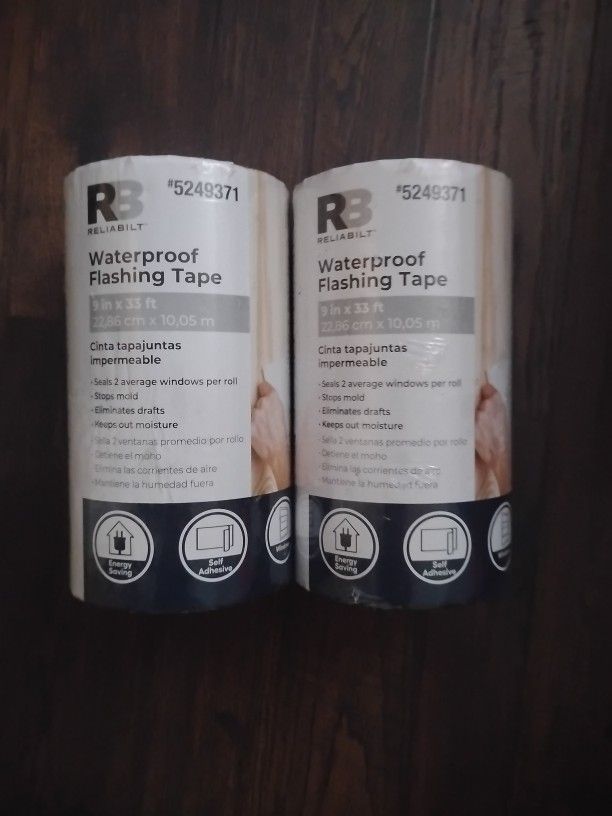 RB
RELIABILT™
#5249371
Waterproof
Flashing Tape
9 in x 33 ft
22,86 cm x 10,05 m
Cinta tapajuntas
impermeable
• Seals 2 average windows per roll
• Stops mold
• Eliminates drafts
• Keeps out moisture
• Sella 2 ventanas promedio por rollo
• Detiene el moho
• Elimina las corrientes de aire
• Mantiene la humedad fuera
Energy
Saving
Self
Adhesive
RB
RELIABILT™
#5249371
Waterproof
Flashing Tape
9 in x 33 ft
22,86 cm x 10,05 m
Cinta tapajuntas
impermeable
• Seals 2 average windows per roll
• Stops mold
• Eliminates drafts
• Keeps out moisture
• Sella 2 ventanas promedio por rollo
• Detiene el moho
• Elimina las corrientes de aire
• Mantiene la humedad fuera
Energy
Saving
Self
Adhesive